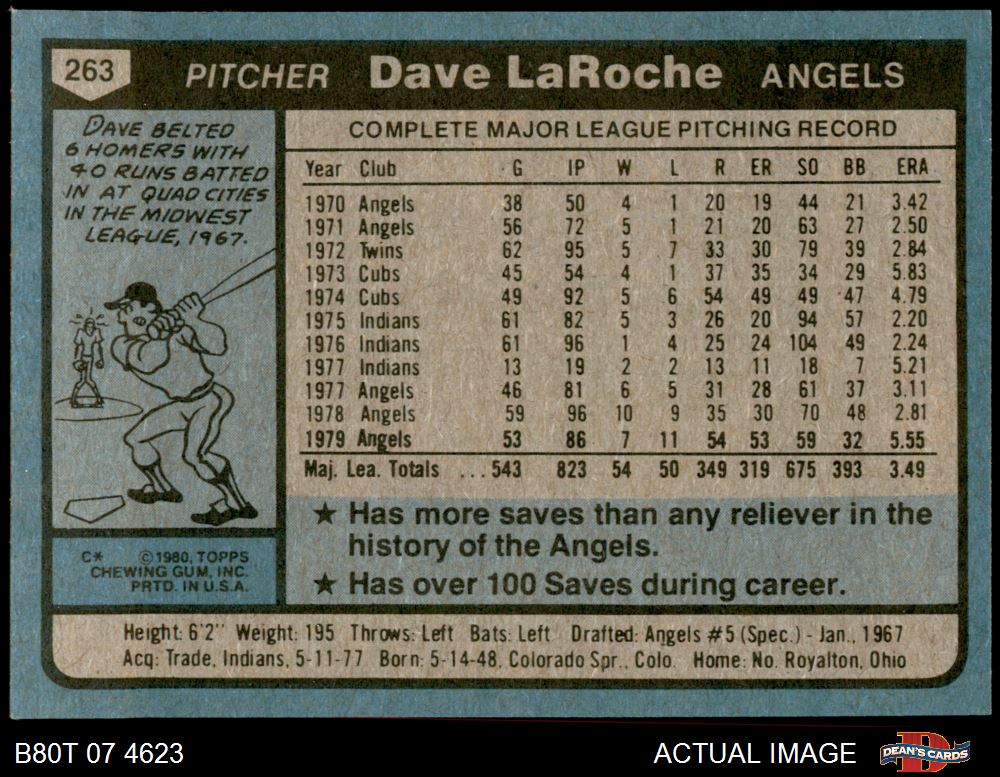 263 PITCHER Dave LaRoche ANGELS
DAVE BELTED
6 HOMERS WITH
40 RUNS BATTED
IN AT QUAD CITIES
IN THE MIDWEST
LEAGUE, 1967.
C* ©1980, TOPPS
CHEWING GUM, INC.
PRTD. IN U.S.A.
COMPLETE MAJOR LEAGUE PITCHING RECORD
Year Club G IP W L R ER SO BB ERA
1970 Angels 38 50 4 1 20 19 44 21 3.42
1971 Angels 56 72 5 1 21 20 63 27 2.50
1972 Twins 62 95 5 7 33 30 79 39 2.84
1973 Cubs 45 54 4 1 37 35 34 29 5.83
1974 Cubs 49 92 5 6 54 49 49 47 4.79
1975 Indians 61 82 5 3 26 20 94 57 2.20
1976 Indians 61 96 1 4 25 24 104 49 2.24
1977 Indians 13 19 2 2 13 11 18 7 5.21
1977 Angels 46 81 6 5 31 28 61 37 3.11
1978 Angels 59 96 10 9 35 30 70 48 2.81
1979 Angels 53 86 7 11 54 53 59 32 5.55
Maj. Lea. Totals ... 543 823 54 50 349 319 675 393 3.49
★ Has more saves than any reliever in the
history of the Angels.
★ Has over 100 Saves during career.
Height: 6'2" Weight: 195 Throws: Left Bats: Left Drafted: Angels #5 (Spec.) - Jan., 1967
Acq: Trade, Indians, 5-11-77 Born: 5-14-48, Colorado Spr., Colo. Home: No. Royalton, Ohio
B80T 07 4623 ACTUAL IMAGE DEAN'S CARDS